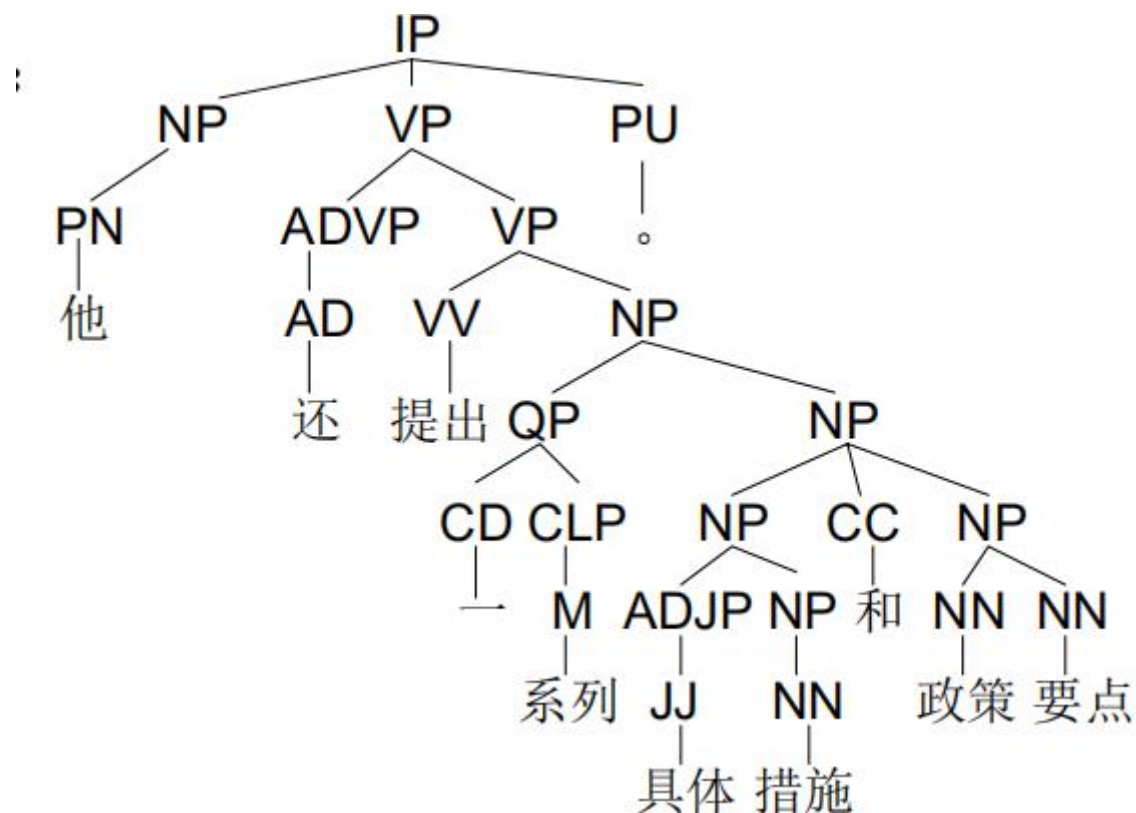 IP
:
NP VP PU
PN ADVP VP 。
他 AD VV NP
还 提出 QP NP
CD CLP NP CC NP
一 M ADJP NP 和 NN NN
系列 JJ NN 政策 要点
具体 措施